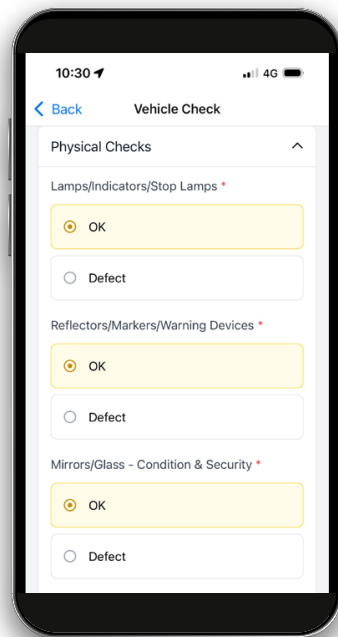 10:30
4G
Back
Vehicle Check
Physical Checks
Lamps/Indicators/Stop Lamps *
OK
Defect
Reflectors/Markers/Warning Devices *
OK
Defect
Mirrors/Glass - Condition & Security *
OK
Defect